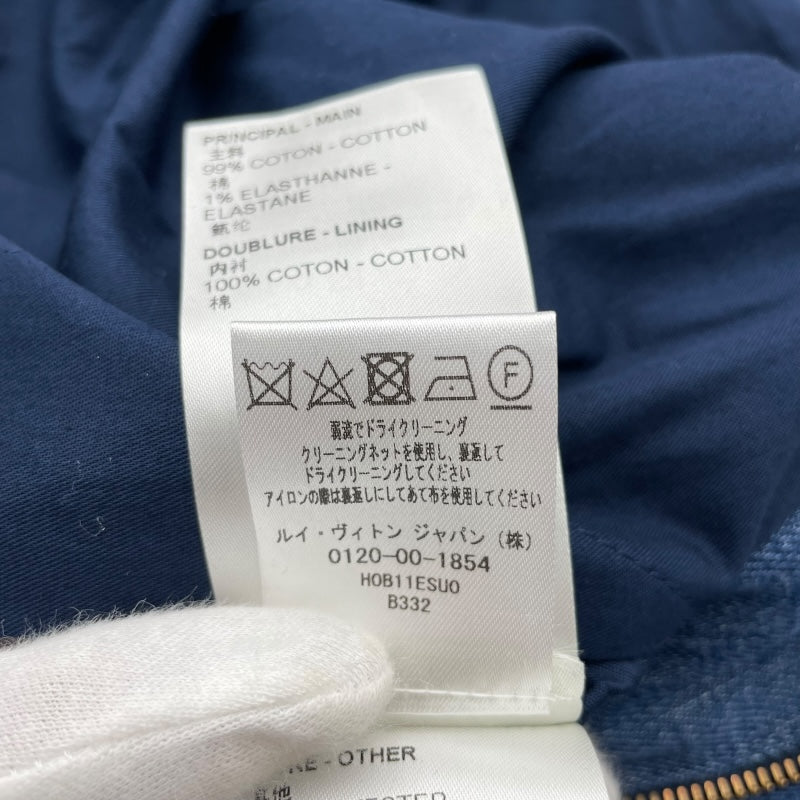 PRINCIPAL - MAIN
主料
99% COTON - COTTON
棉
1% ELASTHANNE -
ELASTANE
氨纶
DOUBLURE - LINING
内衬
100% COTON - COTTON
棉
F
弱流でドライクリーニング
クリーニングネットを使用し、裏返して
ドライクリーニングしてください
アイロンの際は裏返しにしてあて布を使用してください
ルイ・ヴィトン ジャパン (株)
0120-00-1854
HOB11ESUO
B332
- OTHER
其他